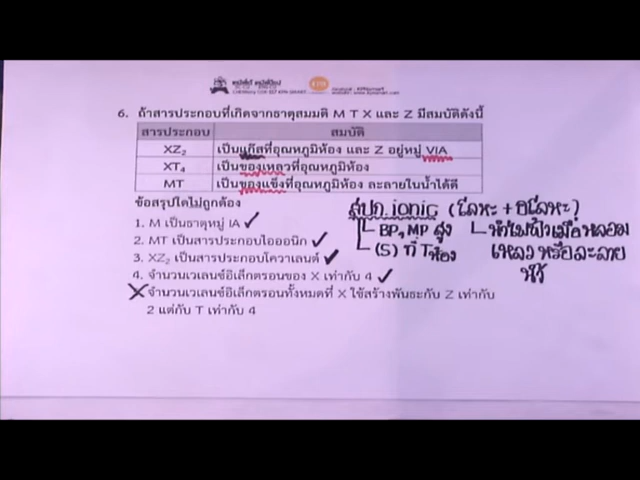 6. ถ้าสารประกอบที่เกิดจากธาตุสมมติ M T X และ Z มีสมบัติดังนี้
สารประกอบ สมบัติ
XZ₂ เป็นแก๊สที่อุณหภูมิห้อง และ Z อยู่หมู่ VIA
XT₄ เป็นของเหลวที่อุณหภูมิห้อง
MT เป็นของแข็งที่อุณหภูมิห้อง ละลายในน้ำได้ดี
ข้อสรุปใดไม่ถูกต้อง
1. M เป็นธาตุหมู่ IA ✓
2. MT เป็นสารประกอบไอออนิก ✓
3. XZ₂ เป็นสารประกอบโควาเลนต์ ✓
4. จำนวนเวเลนซ์อิเล็กตรอนของ X เท่ากับ 4 ✓
จำนวนเวเลนซ์อิเล็กตรอนทั้งหมดที่ X ใช้สร้างพันธะกับ Z เท่ากับ
2 แต่กับ T เท่ากับ 4
สปก. ionic (โลหะ + อโลหะ)
BP, MP สูง
(S) ที่ Tห้อง
นำไฟฟ้าเมื่อหลอม
เหลว หรือละลาย